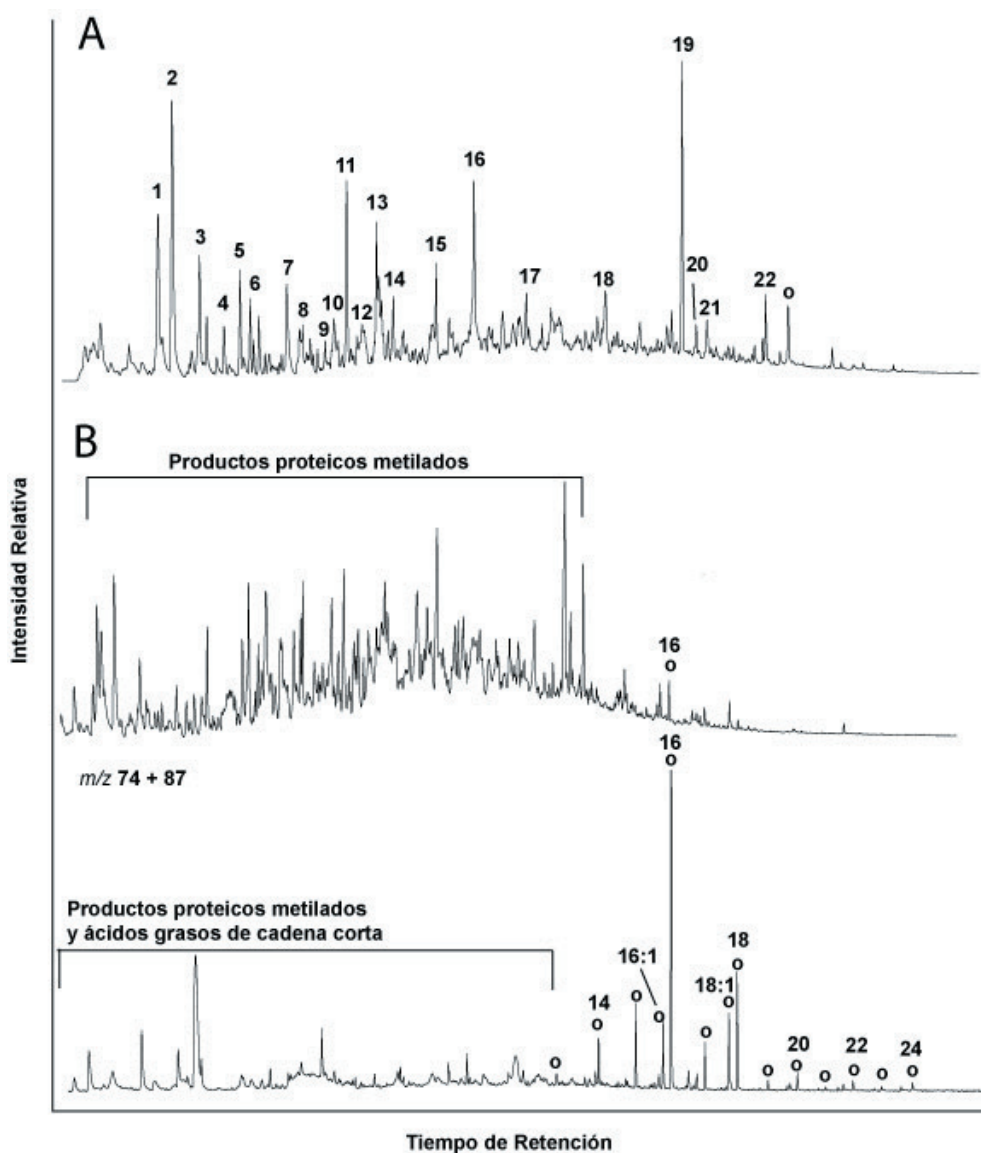 A
19
2
11
16
1
13
3
5
15
20
7
6
22
o
14
17
18
10
4
8
12
9
21
B
Productos proteicos metilados
16
o
m/z 74 + 87
16
o
Productos proteicos metilados
y ácidos grasos de cadena corta
16:1
18
o
14
o
o
o
18:1
o
o
o
20
o
o
22
o
o
24
o
Intensidad Relativa
Tiempo de Retención